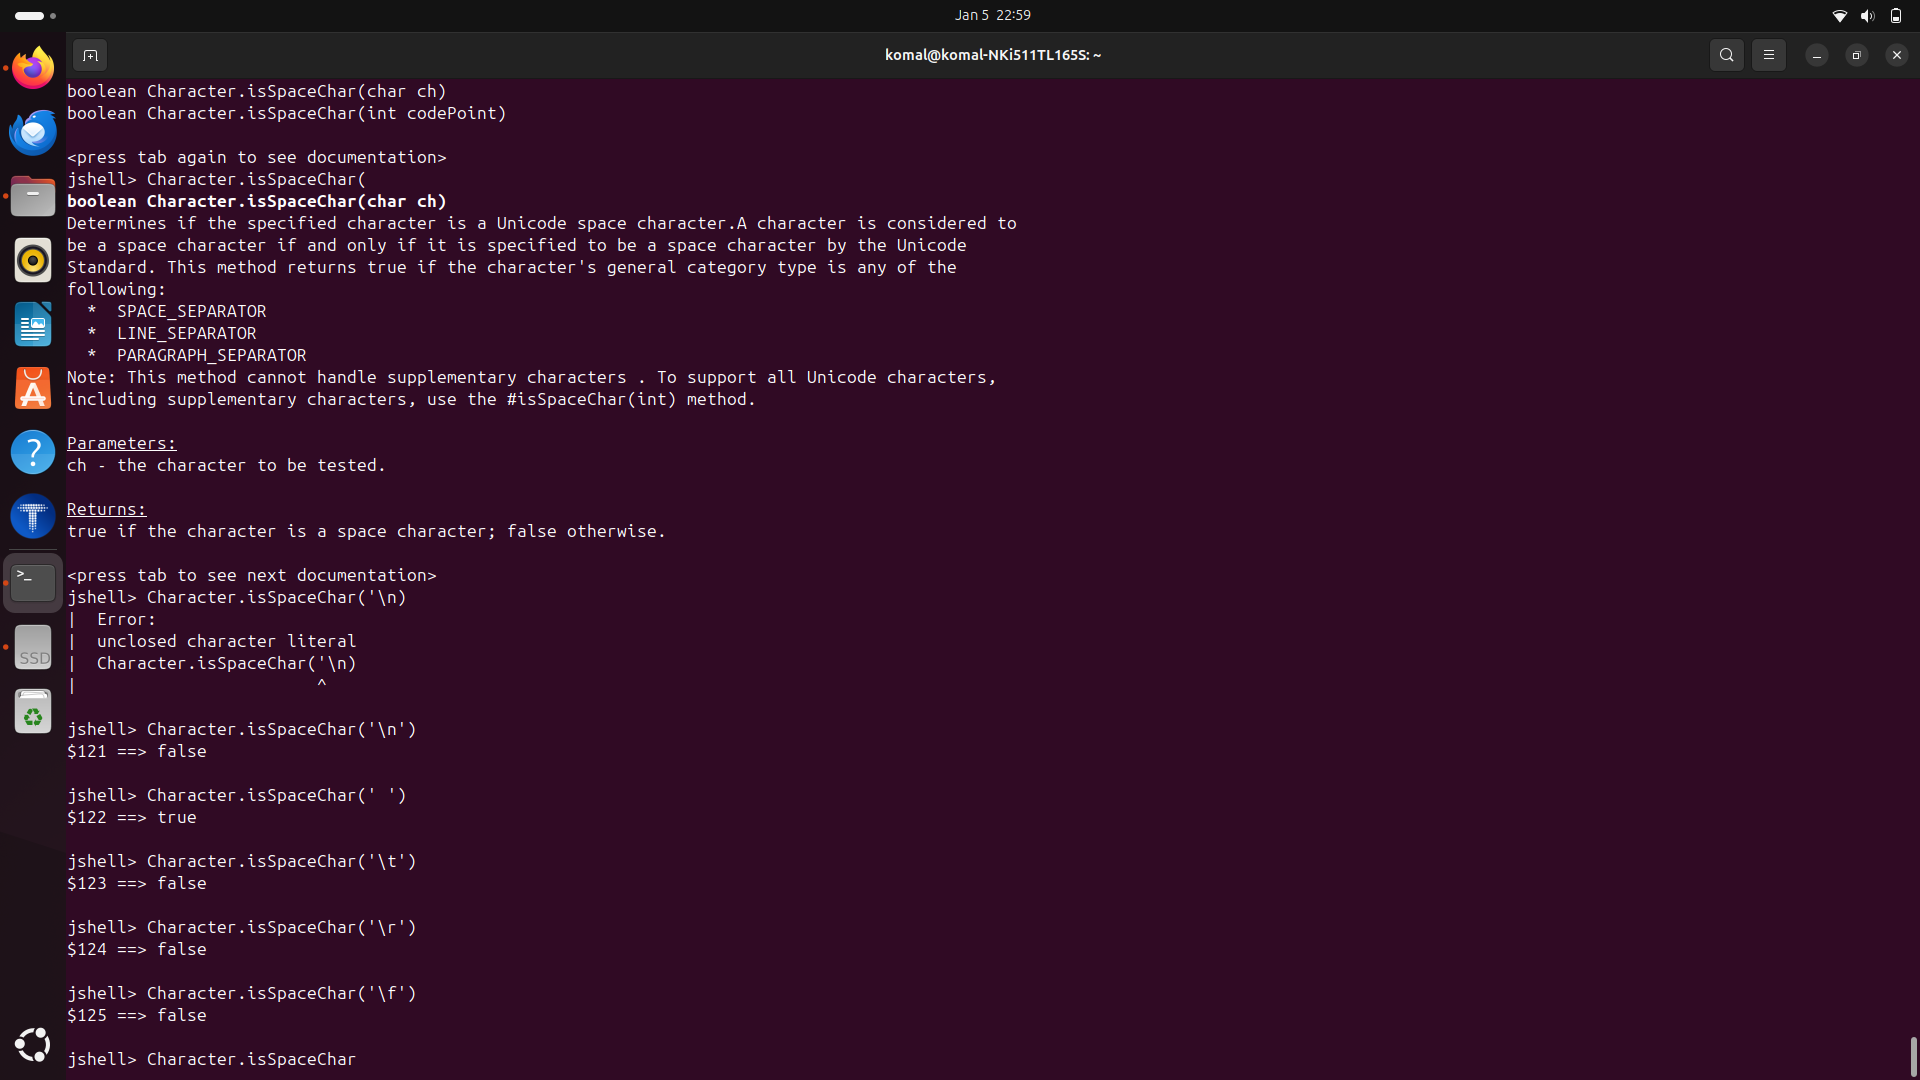 Jan 5 22:59
komal@komal-NKi511TL165S: ~
boolean Character.isSpaceChar(char ch)
boolean Character.isSpaceChar(int codePoint)
<press tab again to see documentation>
jshell> Character.isSpaceChar(
boolean Character.isSpaceChar(char ch)
Determines if the specified character is a Unicode space character.A character is considered to
be a space character if and only if it is specified to be a space character by the Unicode
Standard. This method returns true if the character's general category type is any of the
following:
  *  SPACE_SEPARATOR
  *  LINE_SEPARATOR
  *  PARAGRAPH_SEPARATOR
Note: This method cannot handle supplementary characters . To support all Unicode characters,
including supplementary characters, use the #isSpaceChar(int) method.
Parameters:
ch - the character to be tested.
Returns:
true if the character is a space character; false otherwise.
<press tab to see next documentation>
jshell> Character.isSpaceChar('\n)
|  Error:
|  unclosed character literal
|  Character.isSpaceChar('\n)
|                        ^
jshell> Character.isSpaceChar('\n')
$121 ==> false
jshell> Character.isSpaceChar(' ')
$122 ==> true
jshell> Character.isSpaceChar('\t')
$123 ==> false
jshell> Character.isSpaceChar('\r')
$124 ==> false
jshell> Character.isSpaceChar('\f')
$125 ==> false
jshell> Character.isSpaceChar
SSD